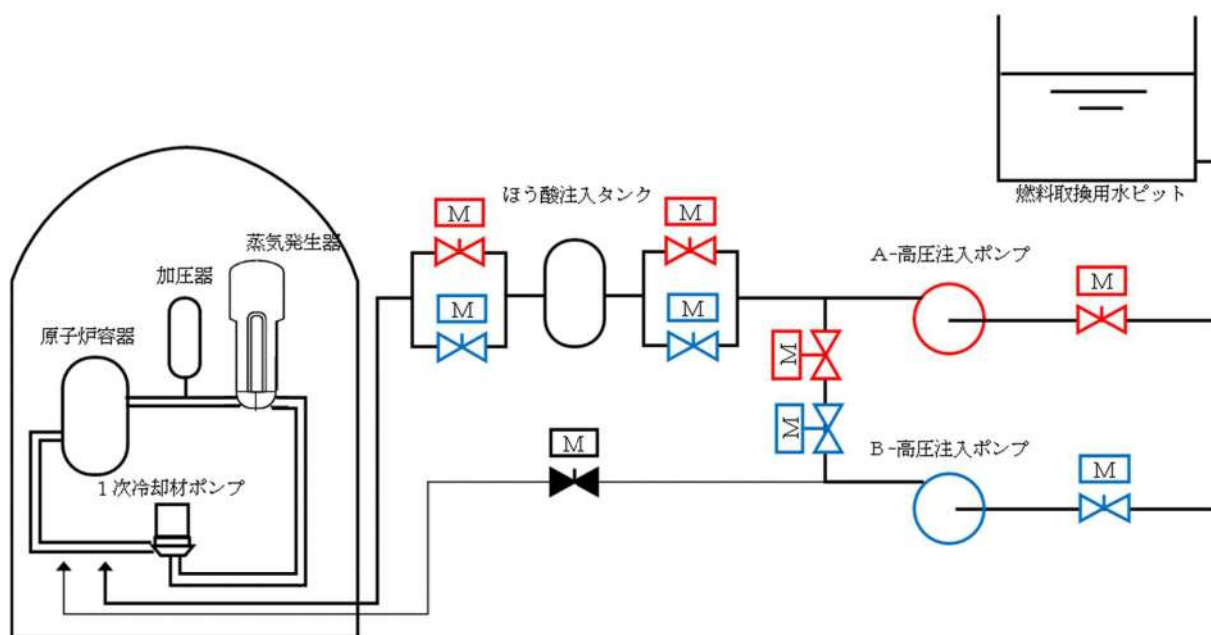 燃料取換用水ピット
ほう酸注入タンク
M
M
蒸気発生器
A-高圧注入ポンプ
加圧器
M
M
M
原子炉容器
M
M
M
B-高圧注入ポンプ
M
1次冷却材ポンプ
M